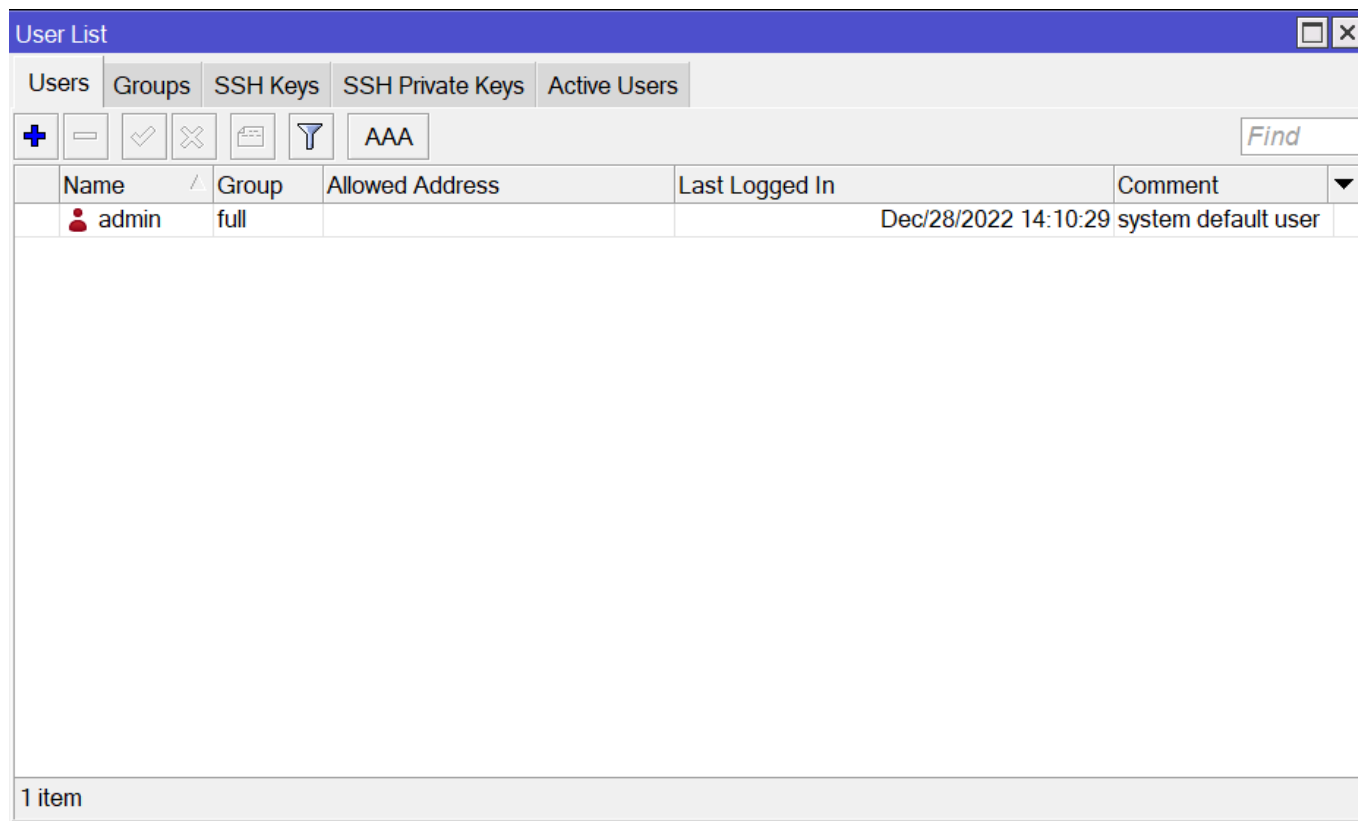 User List
Users Groups SSH Keys SSH Private Keys Active Users
AAA Find
Name Group Allowed Address Last Logged In Comment
admin full Dec/28/2022 14:10:29 system default user
1 item